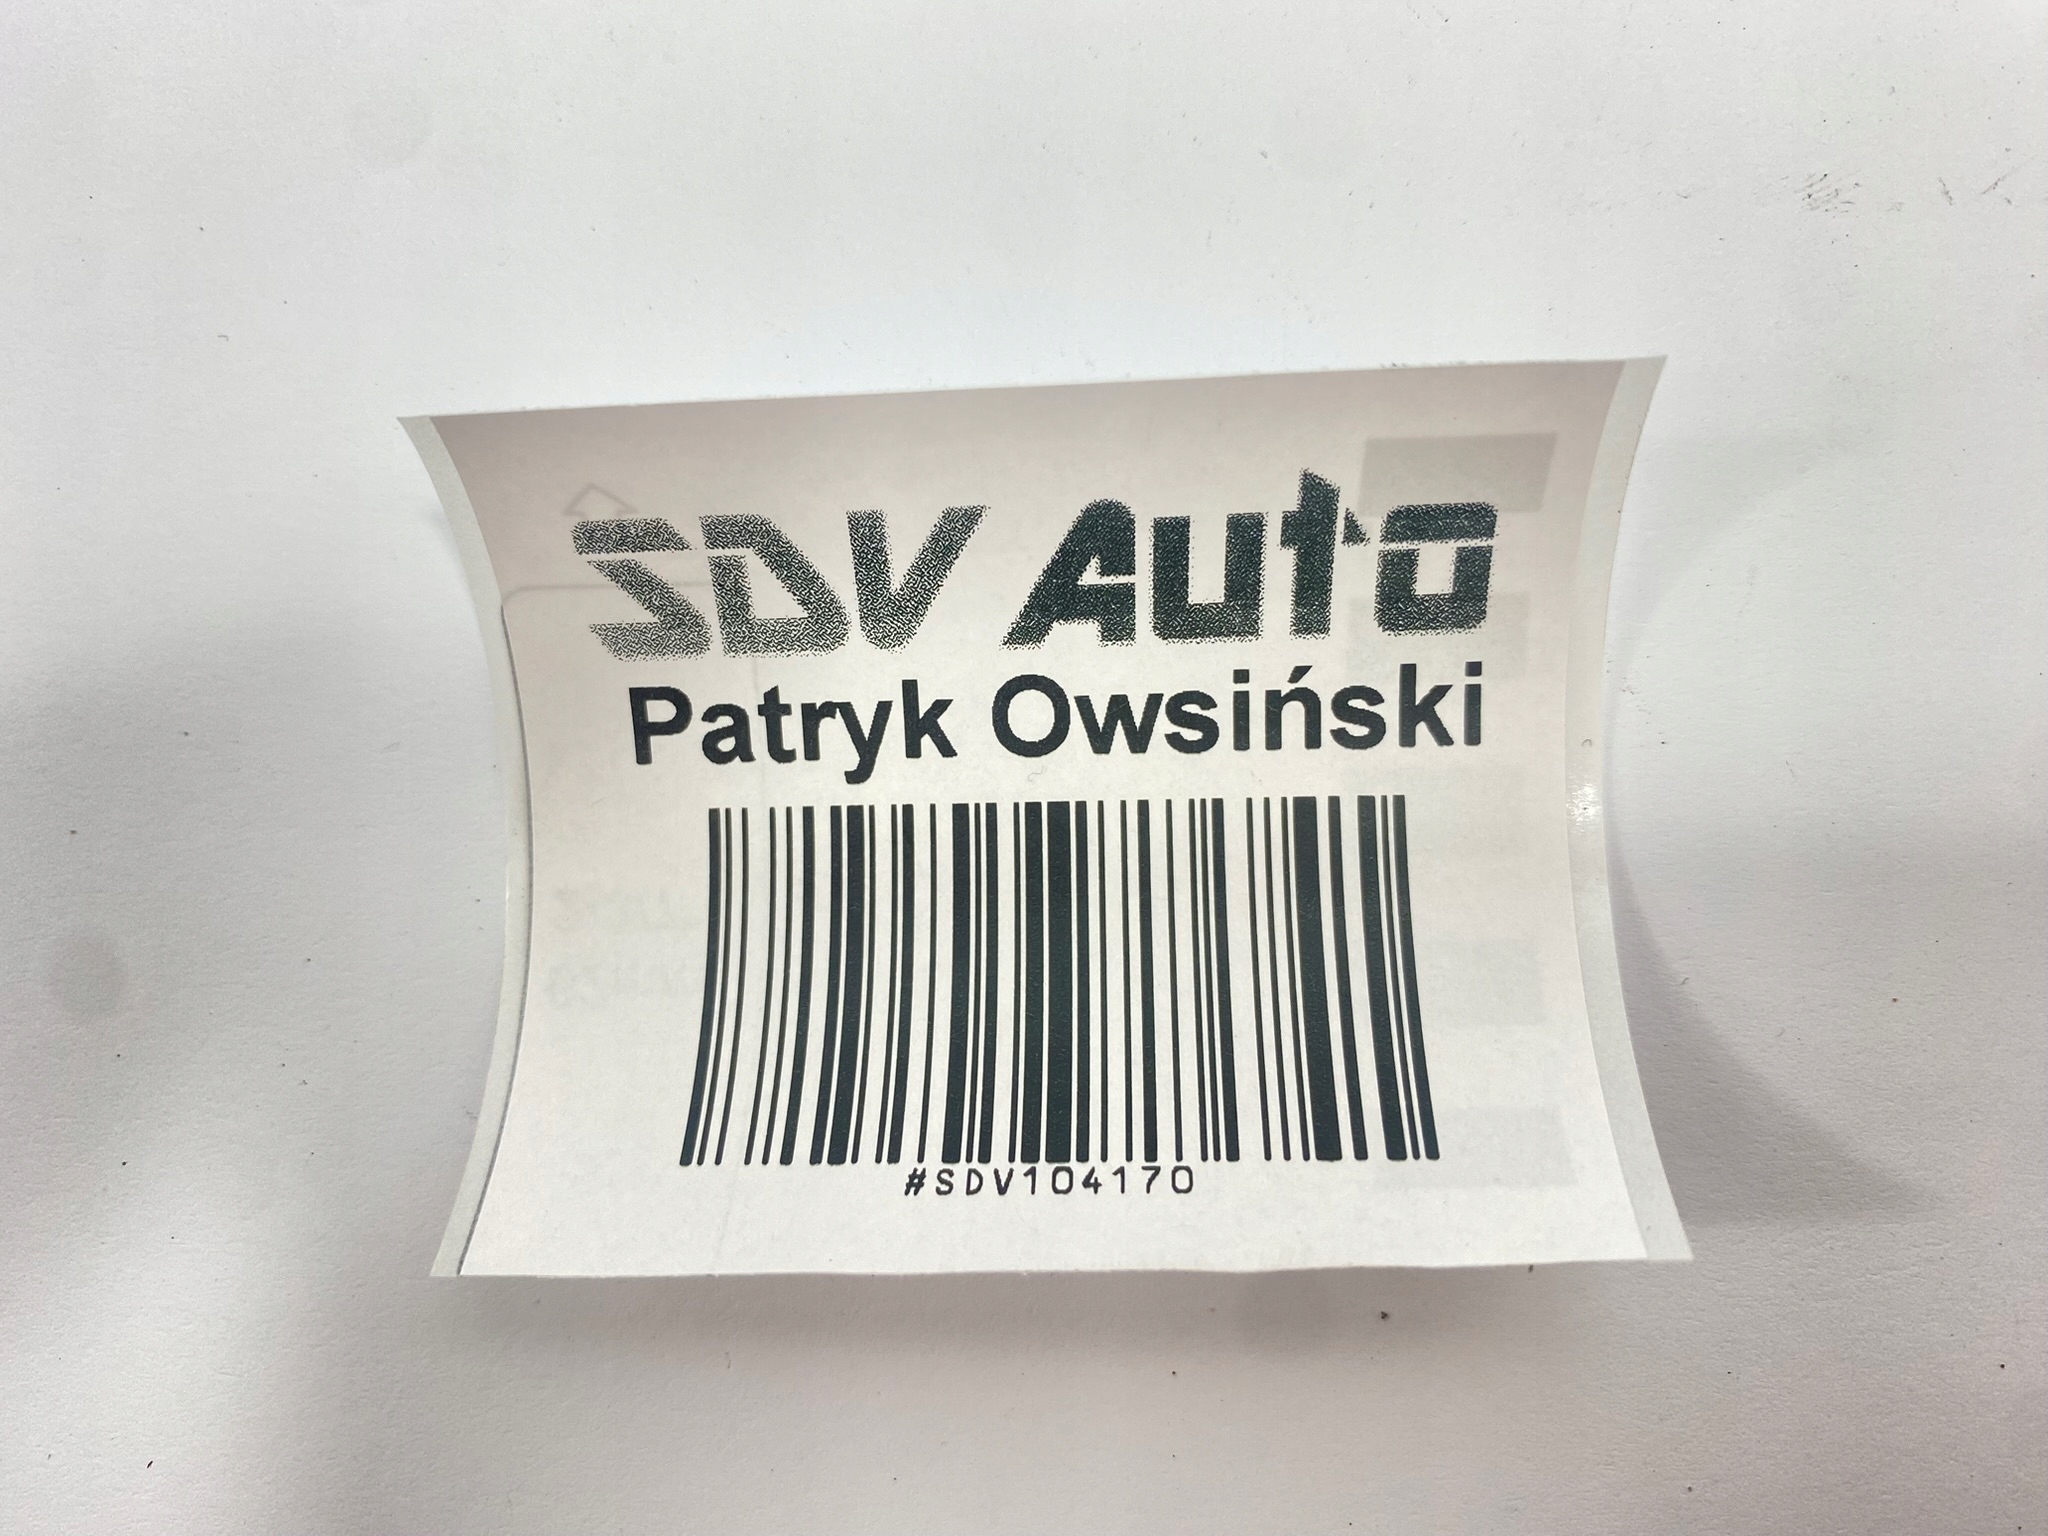 SDV Auto
Patryk Owsiński
#SDV104170